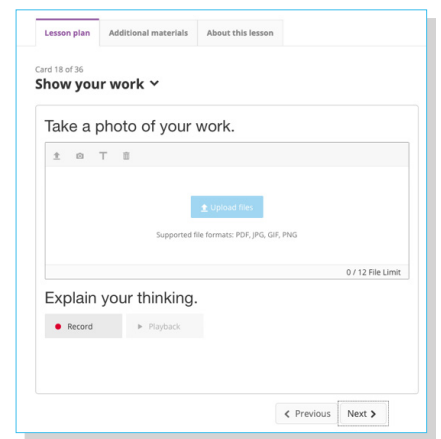 Lesson plan Additional materials About this lesson
Card 18 of 36
Show your work
Take a photo of your work.
T
Upload files
Supported file formats: PDF, JPG, GIF, PNG
0 / 12 File Limit
Explain your thinking.
Record Playback
Previous Next